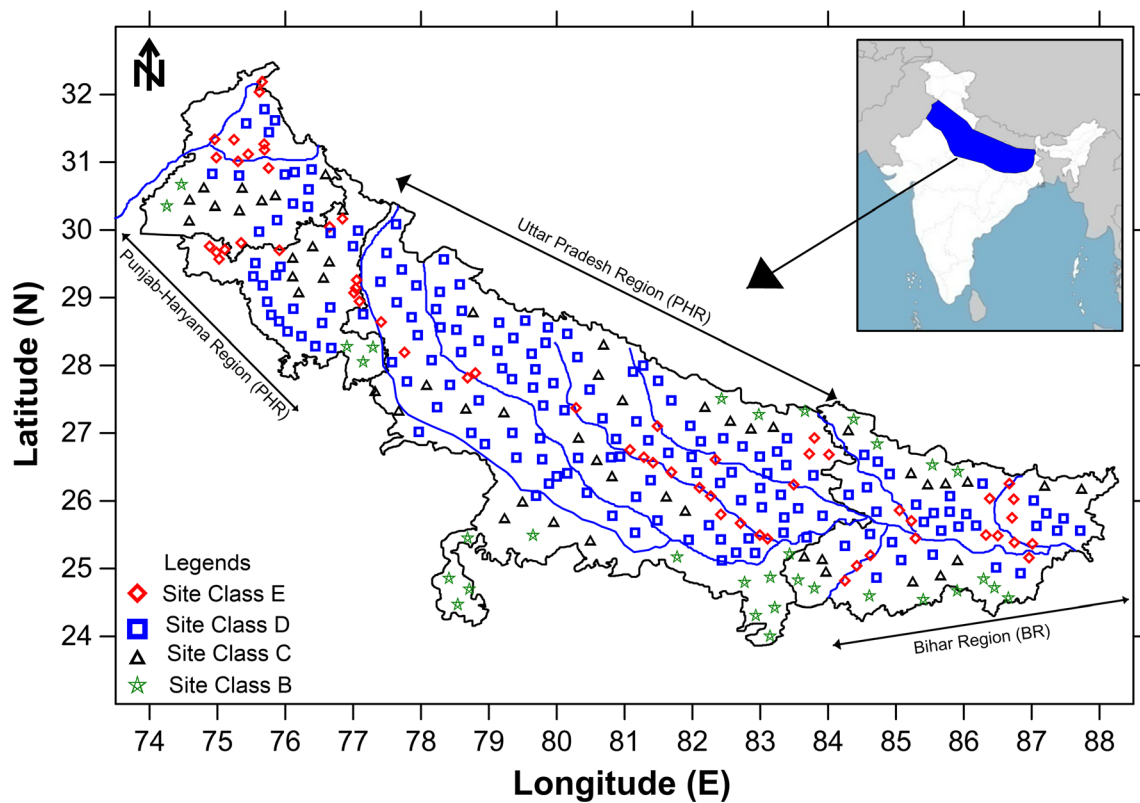 N
Latitude (N)
32
31
30
29
28
27
26
25
24
Punjab-Haryana Region (PHR)
Uttar Pradesh Region (PHR)
Bihar Region (BR)
Legends
Site Class E
Site Class D
Site Class C
Site Class B
74 75 76 77 78 79 80 81 82 83 84 85 86 87 88
Longitude (E)